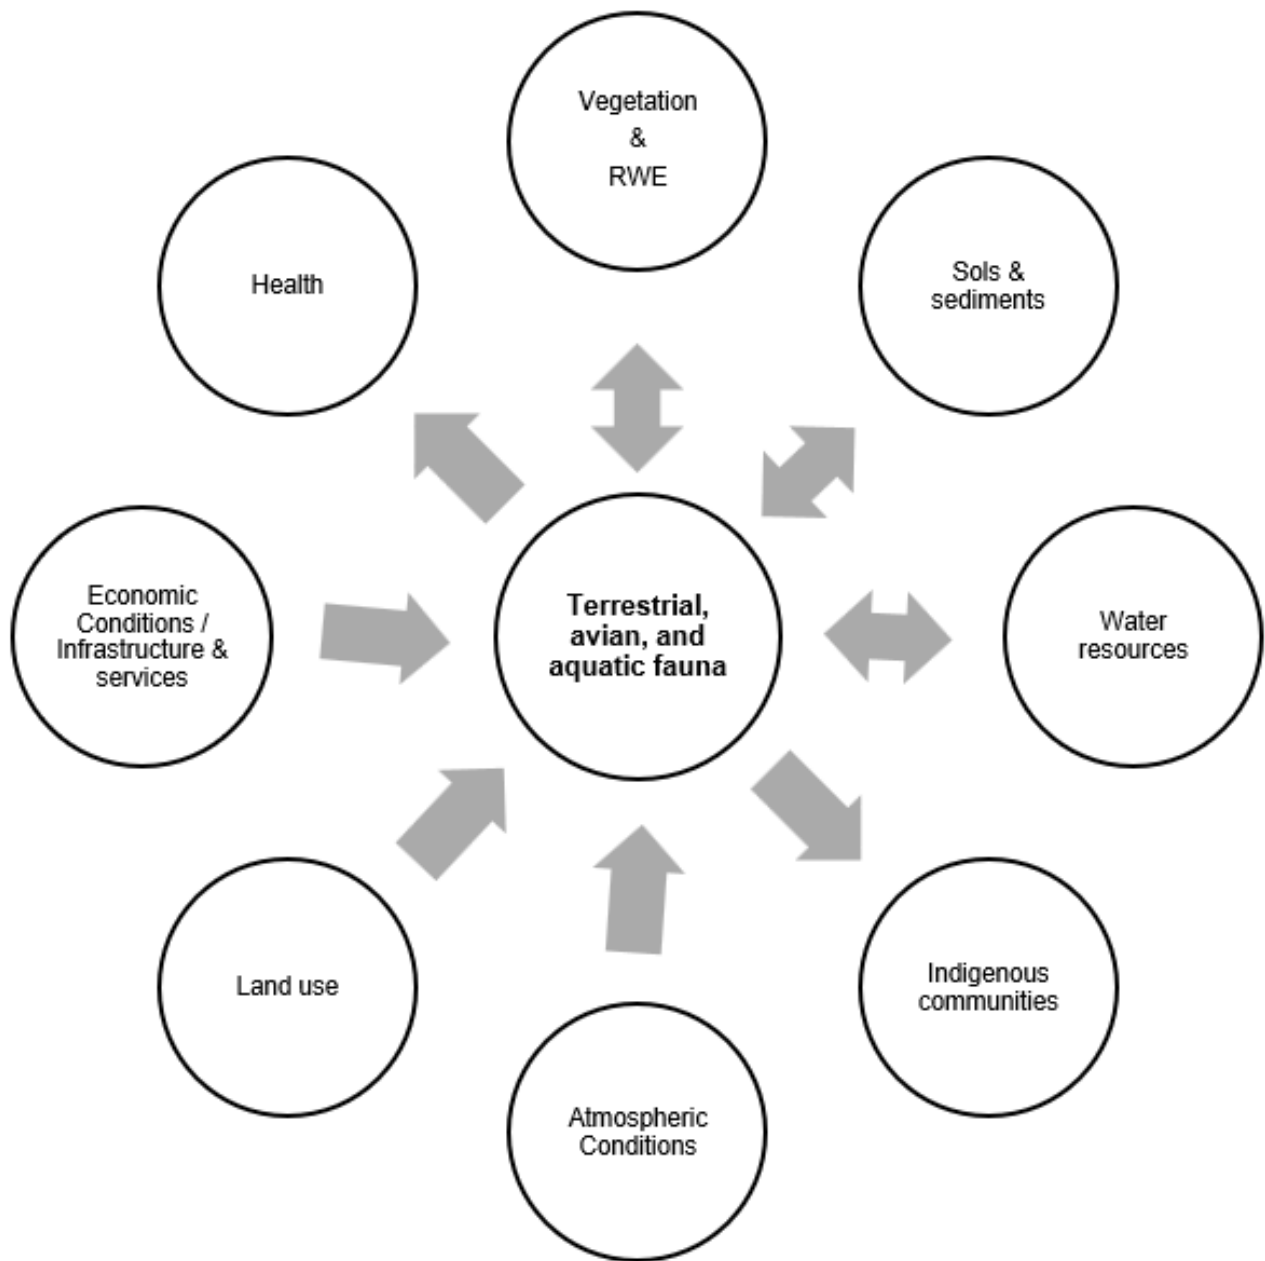 Vegetation
&
RWE
Health
Sols &
sediments
Economic
Conditions /
Infrastructure &
services
Terrestrial,
avian, and
aquatic fauna
Water
resources
Land use
Indigenous
communities
Atmospheric
Conditions